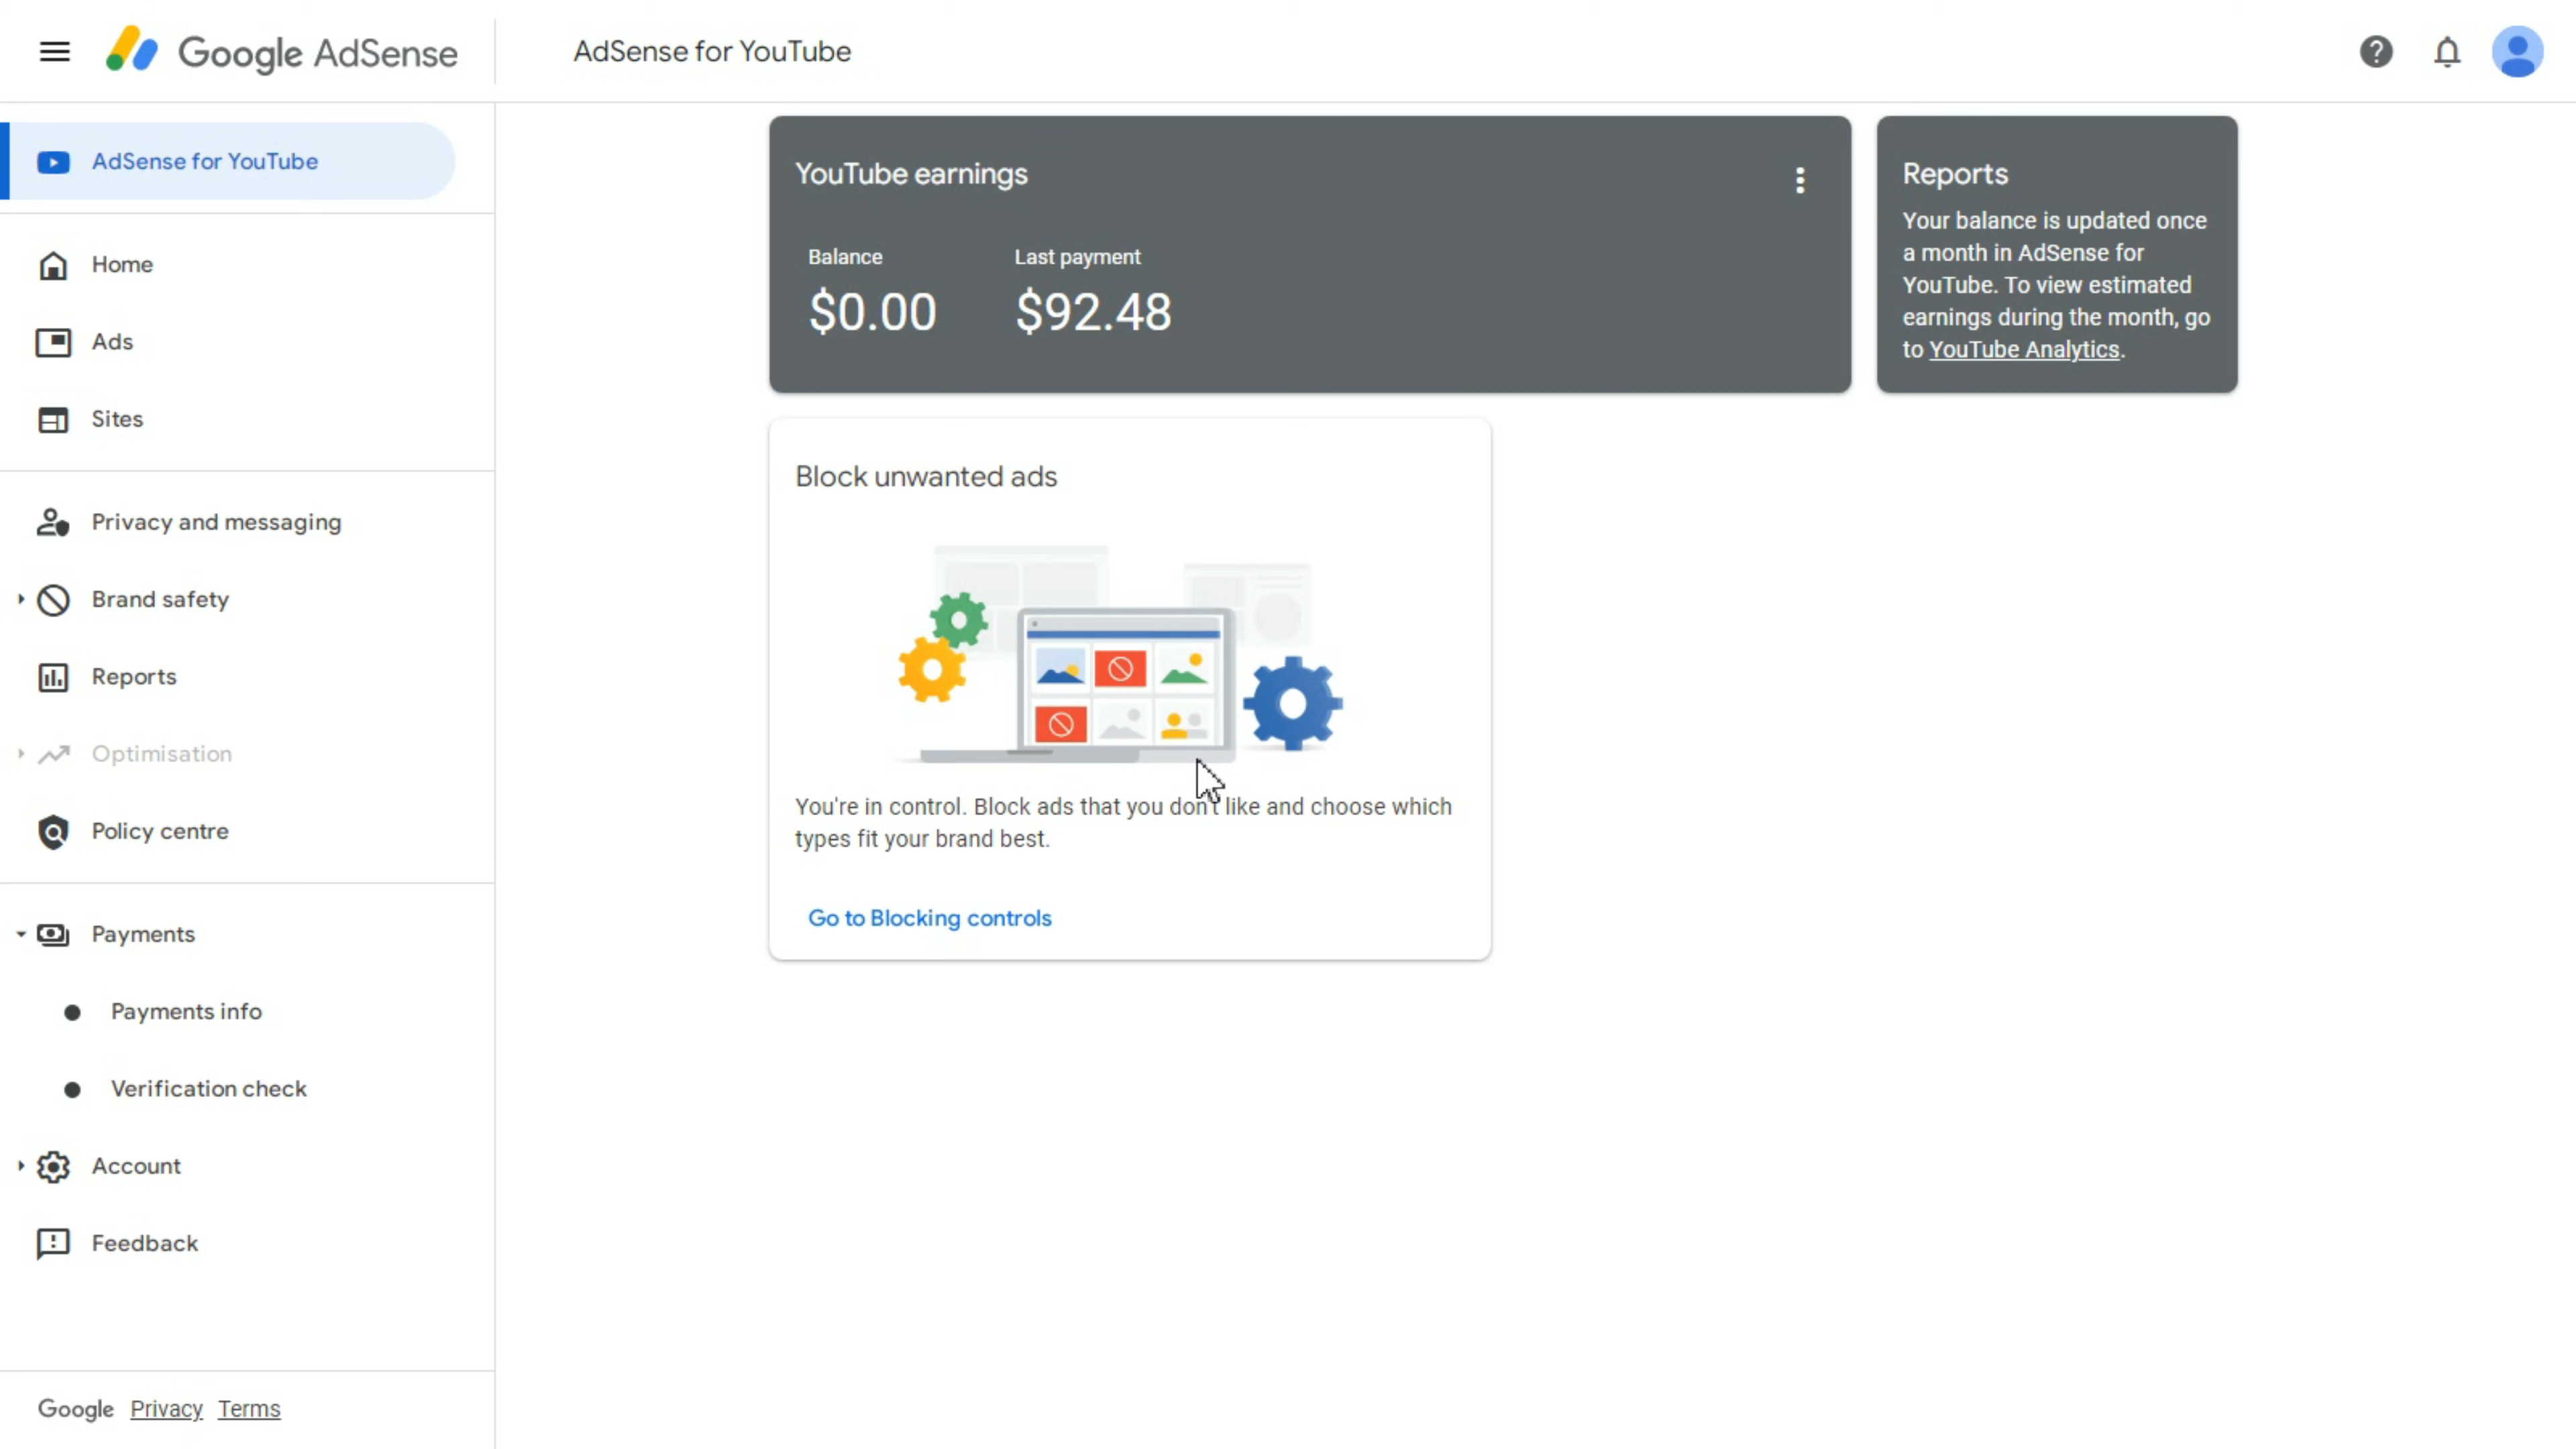 Google AdSense
AdSense for YouTube
AdSense for YouTube
Home
Ads
Sites
Privacy and messaging
Brand safety
Reports
Optimisation
Policy centre
Payments
Payments info
Verification check
Account
Feedback
Google Privacy Terms
YouTube earnings
Balance
$0.00
Last payment
$92.48
Reports
Your balance is updated once
a month in AdSense for
YouTube. To view estimated
earnings during the month, go
to YouTube Analytics.
Block unwanted ads
You're in control. Block ads that you don't like and choose which
types fit your brand best.
Go to Blocking controls